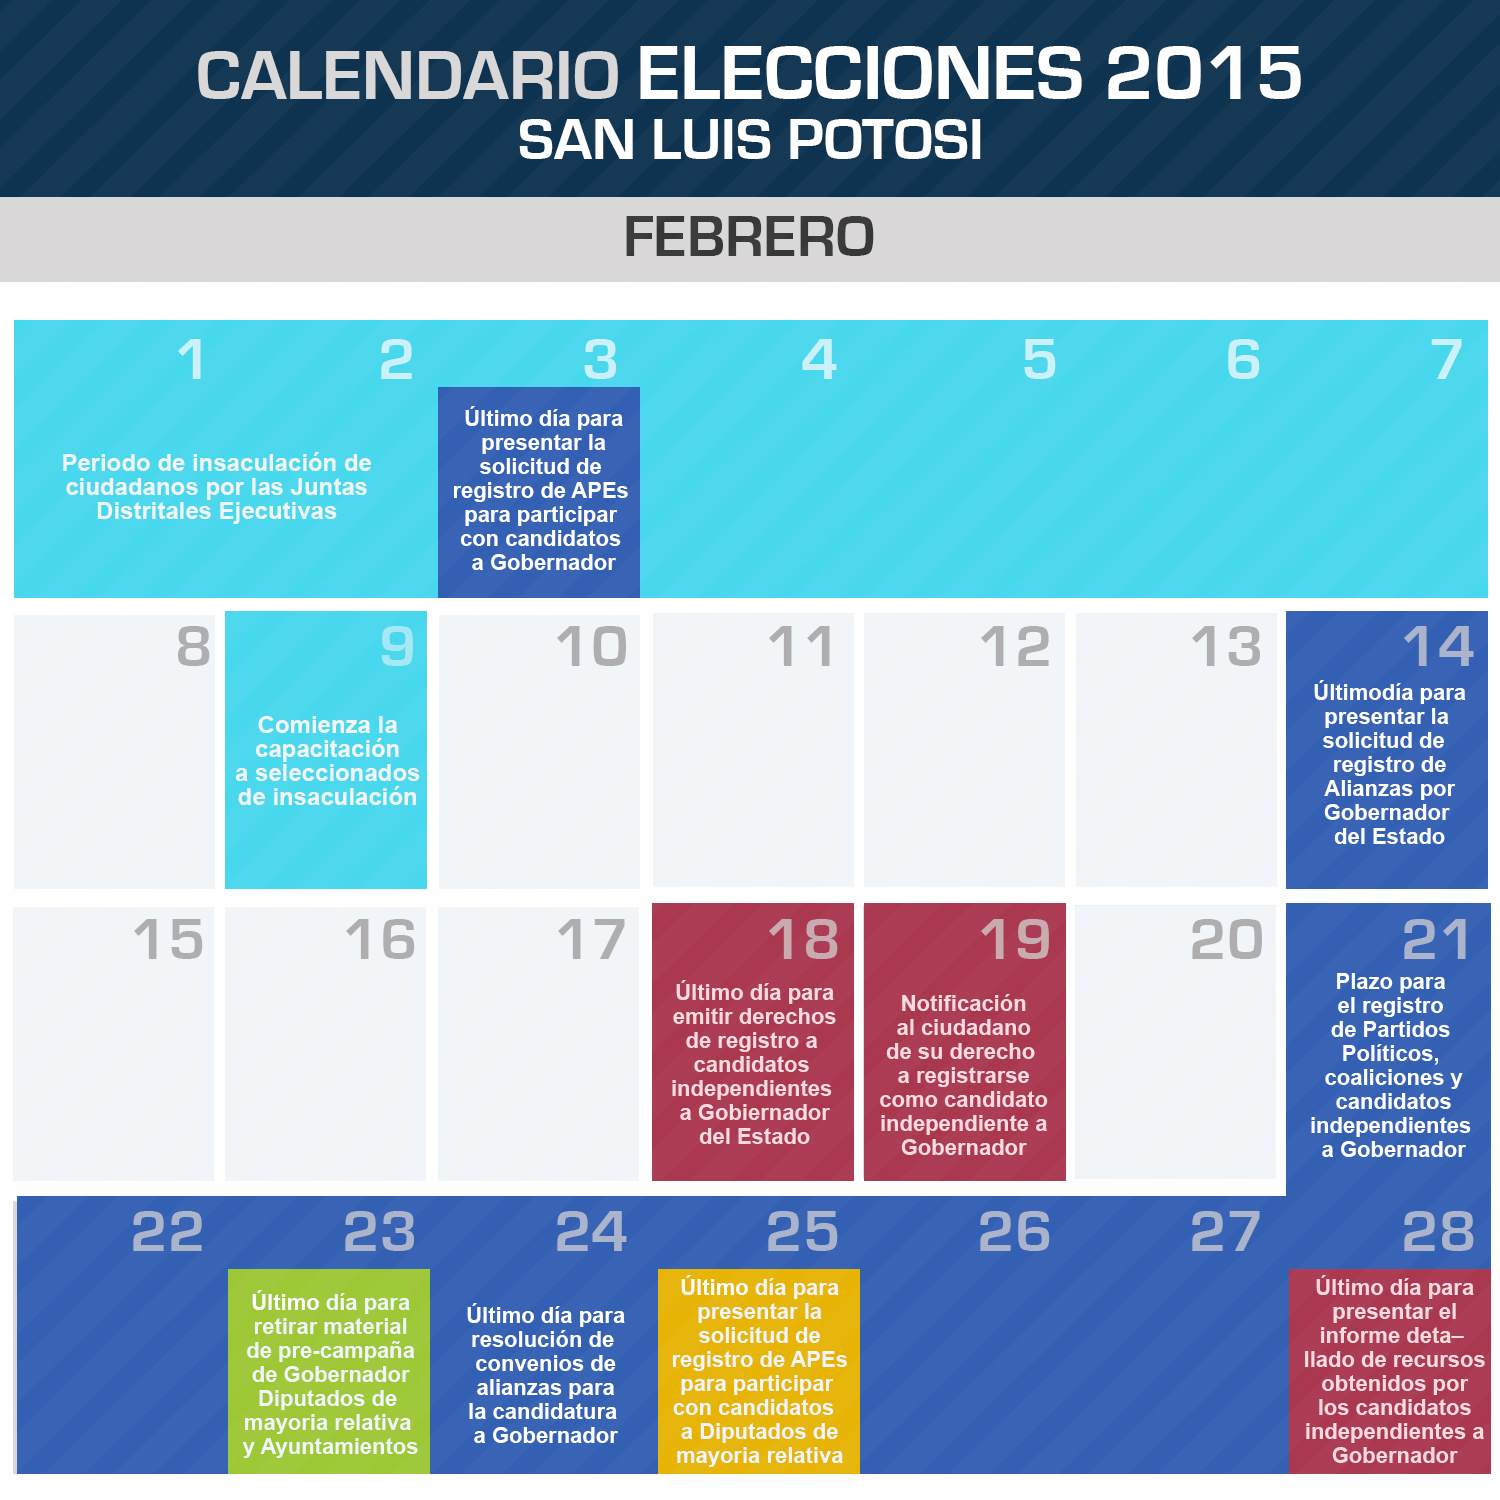 CALENDARIO ELECCIONES 2015
SAN LUIS POTOSI
FEBRERO
1
2
3
4
5
6
7
Periodo de insaculación de
ciudadanos por las Juntas
Distritales Ejecutivas
Último día para
presentar la
solicitud de
registro de APEs
para participar
con candidatos
a Gobernador
8
9
10
11
12
13
14
Comienza la
capacitación
a seleccionados
de insaculación
Últimodía para
presentar la
solicitud de
registro de
Alianzas por
Gobernador
del Estado
15
16
17
18
19
20
21
Último día para
emitir derechos
de registro a
candidatos
independientes
a Gobiernador
del Estado
Notificación
al ciudadano
de su derecho
a registrarse
como candidato
independiente a
Gobernador
Plazo para
el registro
de Partidos
Políticos,
coaliciones y
candidatos
independientes
a Gobernador
22
23
24
25
26
27
28
Último día para
retirar material
de pre-campaña
de Gobernador
Diputados de
mayoria relativa
y Ayuntamientos
Último día para
resolución de
convenios de
alianzas para
la candidatura
a Gobernador
Último día para
presentar la
solicitud de
registro de APEs
para participar
con candidatos
a Diputados de
mayoria relativa
Último día para
presentar el
informe deta–
llado de recursos
obtenidos por
los candidatos
independientes a
Gobernador